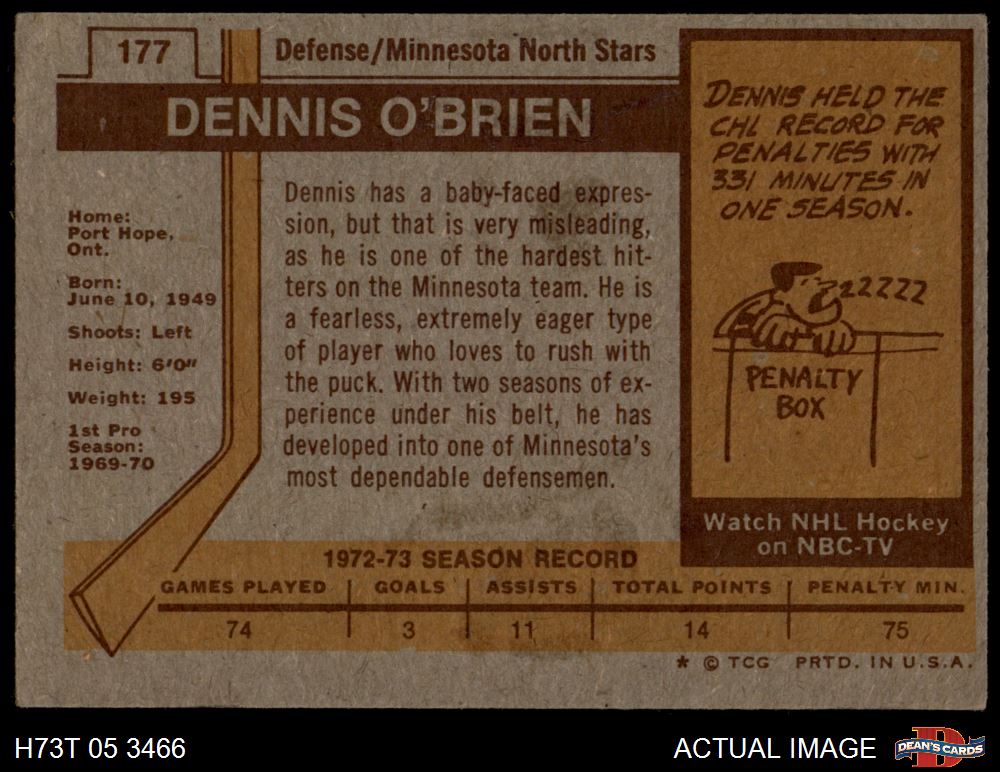 177
Defense/Minnesota North Stars
DENNIS O'BRIEN
Home:
Port Hope,
Ont.
Born:
June 10, 1949
Shoots: Left
Height: 6'0"
Weight: 195
1st Pro
Season:
1969-70
Dennis has a baby-faced expres-
sion, but that is very misleading,
as he is one of the hardest hit-
ters on the Minnesota team. He is
a fearless, extremely eager type
of player who loves to rush with
the puck. With two seasons of ex-
perience under his belt, he has
developed into one of Minnesota's
most dependable defensemen.
DENNIS HELD THE
CHL RECORD FOR
PENALTIES WITH
331 MINUTES IN
ONE SEASON.
ZZZZZ
PENALTY
BOX
Watch NHL Hockey
on NBC-TV
1972-73 SEASON RECORD
GAMES PLAYED GOALS ASSISTS TOTAL POINTS PENALTY MIN.
74 3 11 14 75
* © TCG PRTD. IN U.S.A.
H73T 05 3466
ACTUAL IMAGE
DEAN'S CARDS